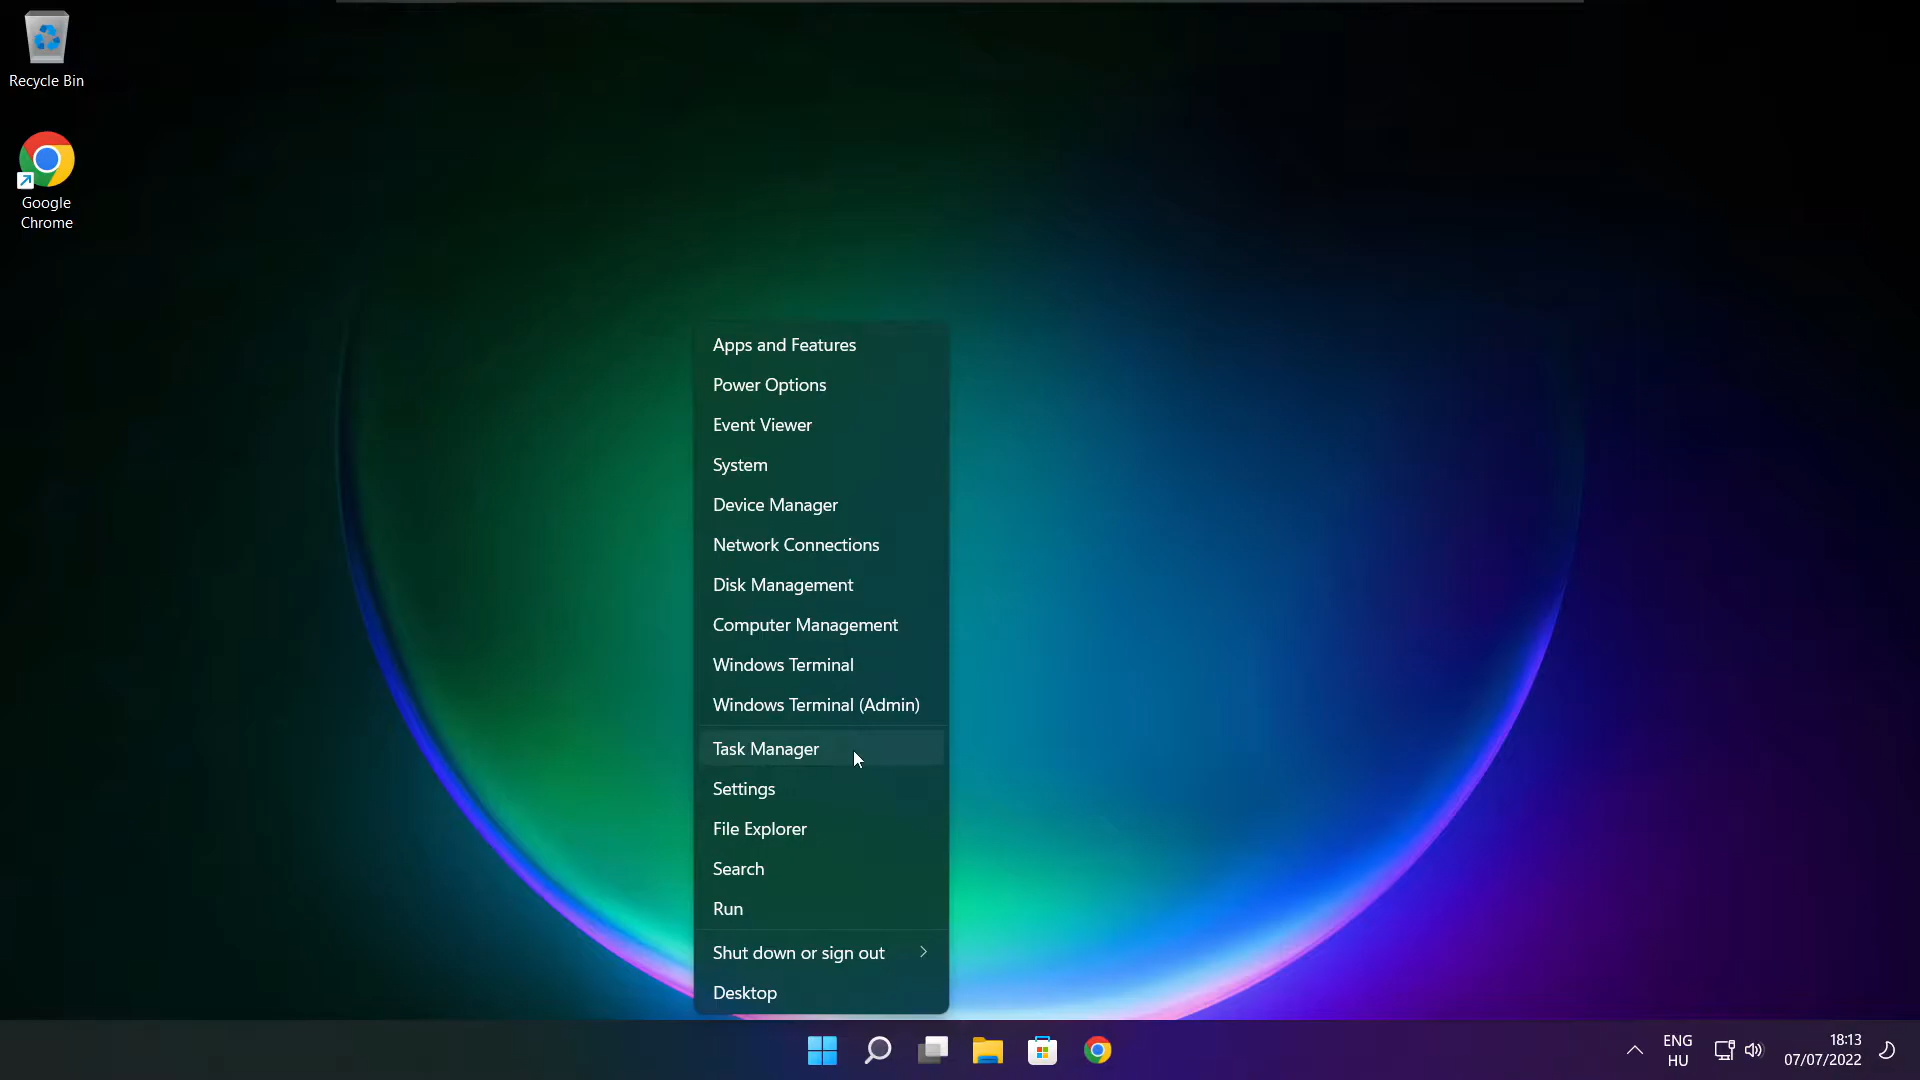 Recycle Bin
Google
Chrome
Apps and Features
Power Options
Event Viewer
System
Device Manager
Network Connections
Disk Management
Computer Management
Windows Terminal
Windows Terminal (Admin)
Task Manager
Settings
File Explorer
Search
Run
Shut down or sign out
Desktop
ENG
HU
18:13
07/07/2022